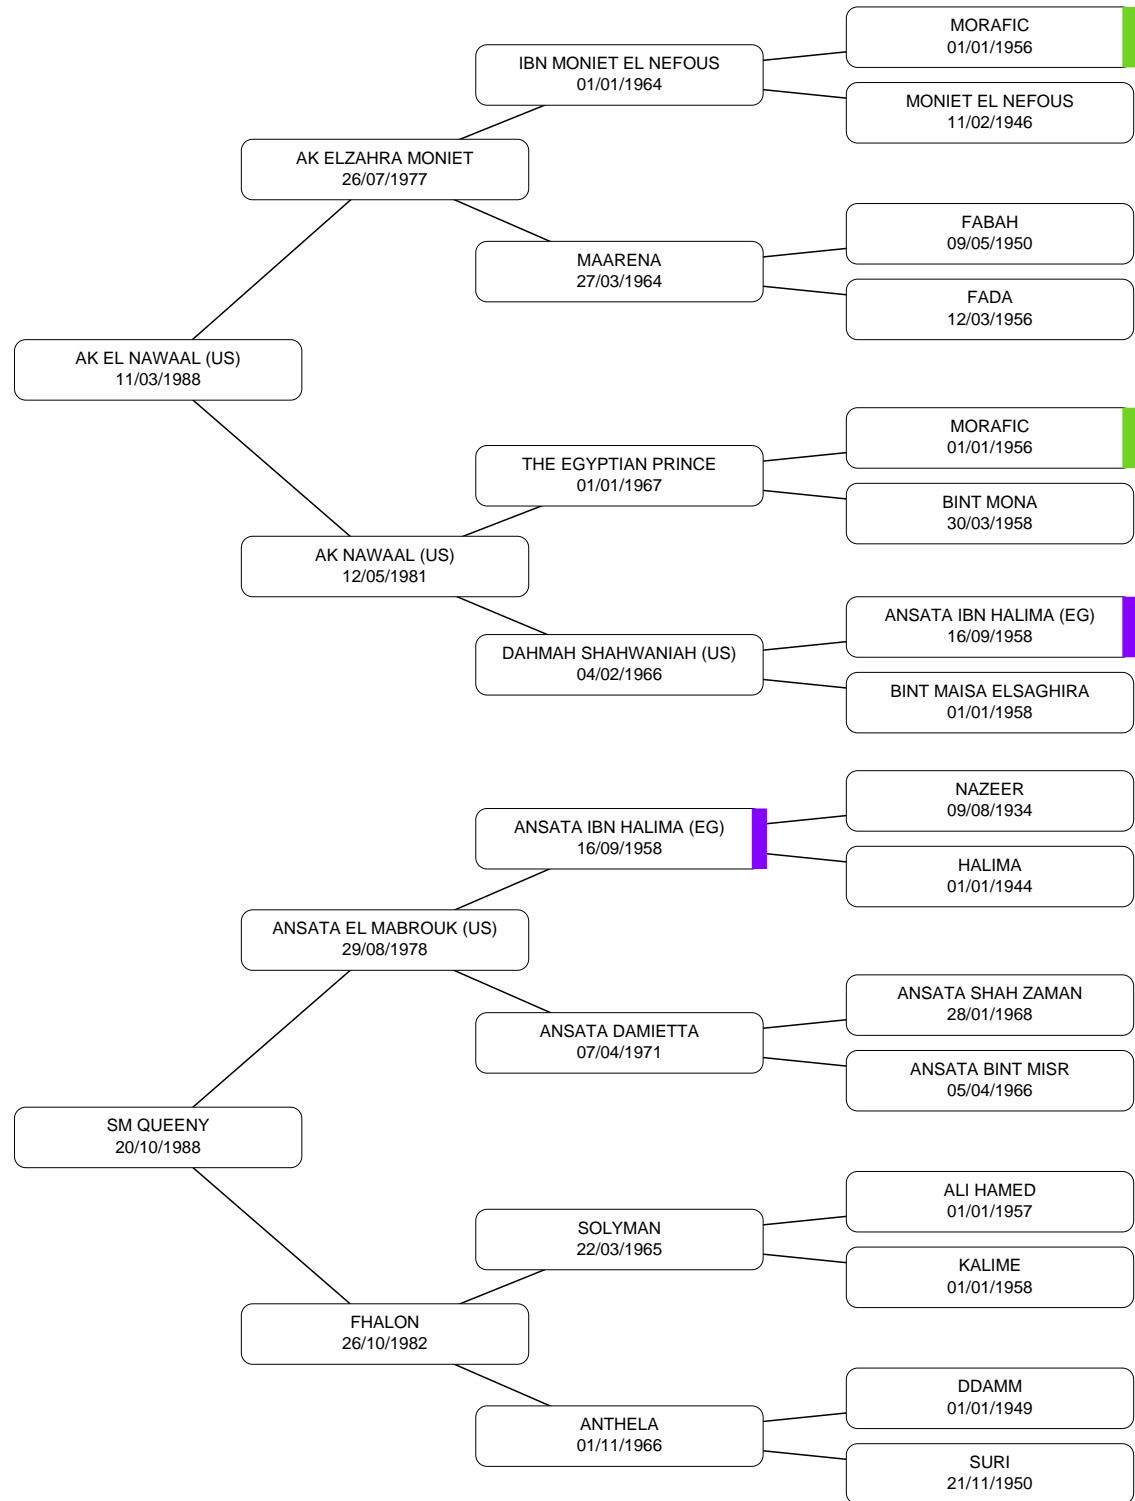 MORAFIC
01/01/1956
IBN MONIET EL NEFOUS
01/01/1964
MONIET EL NEFOUS
11/02/1946
AK ELZAHRA MONIET
26/07/1977
FABAH
09/05/1950
MAARENA
27/03/1964
FADA
12/03/1956
AK EL NAWAAL (US)
11/03/1988
MORAFIC
01/01/1956
THE EGYPTIAN PRINCE
01/01/1967
BINT MONA
30/03/1958
AK NAWAAL (US)
12/05/1981
ANSATA IBN HALIMA (EG)
16/09/1958
DAHMAH SHAHWANIAH (US)
04/02/1966
BINT MAISA ELSAGHIRA
01/01/1958
NAZEER
09/08/1934
ANSATA IBN HALIMA (EG)
16/09/1958
HALIMA
01/01/1944
ANSATA EL MABROUK (US)
29/08/1978
ANSATA SHAH ZAMAN
28/01/1968
ANSATA DAMIETTA
07/04/1971
ANSATA BINT MISR
05/04/1966
SM QUEENY
20/10/1988
ALI HAMED
01/01/1957
SOLYMAN
22/03/1965
KALIME
01/01/1958
FHALON
26/10/1982
DDAMM
01/01/1949
ANTHELA
01/11/1966
SURI
21/11/1950